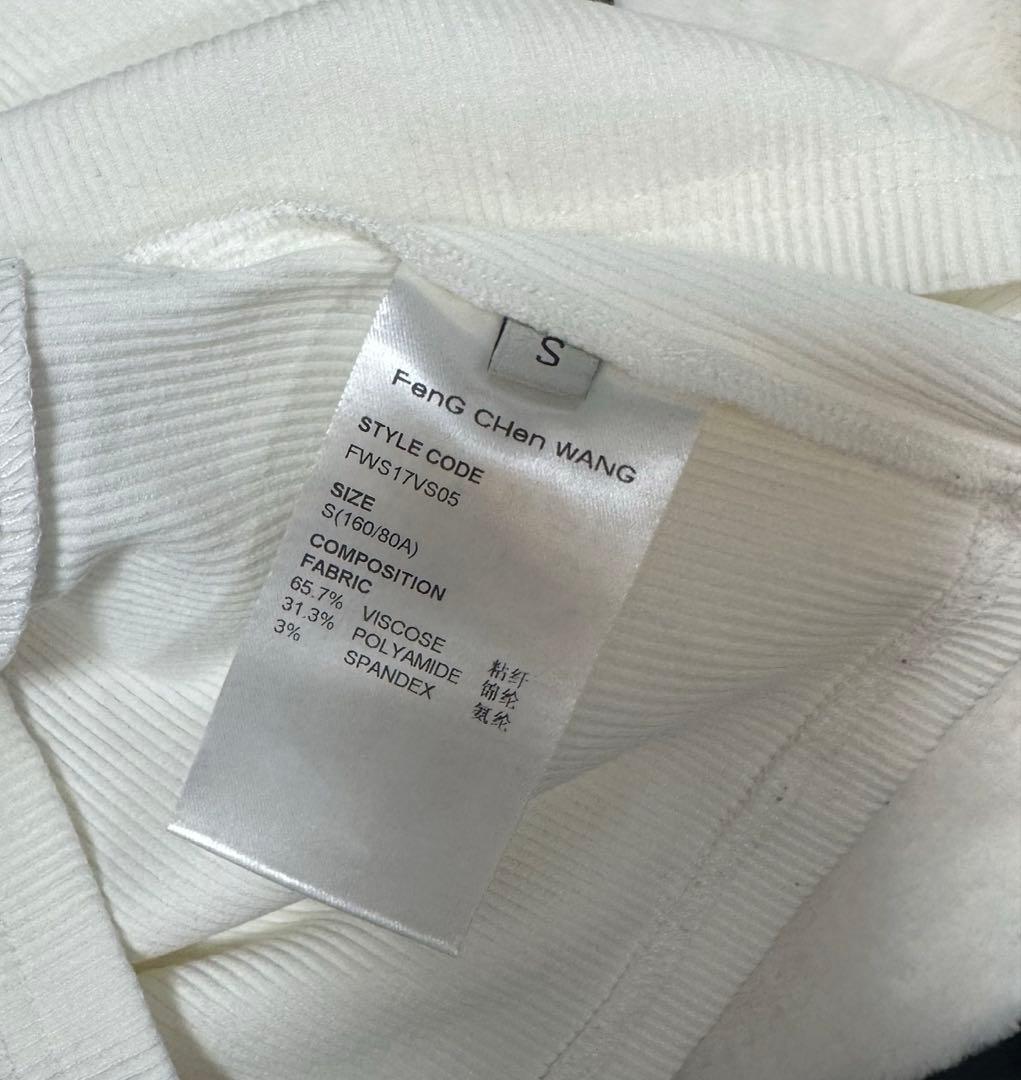 S
FenG CHen WANG
STYLE CODE
FWS17VS05
SIZE
S(160/80A)
COMPOSITION
FABRIC
65.7% VISCOSE 粘纤
31.3% POLYAMIDE 锦纶
3% SPANDEX 氨纶